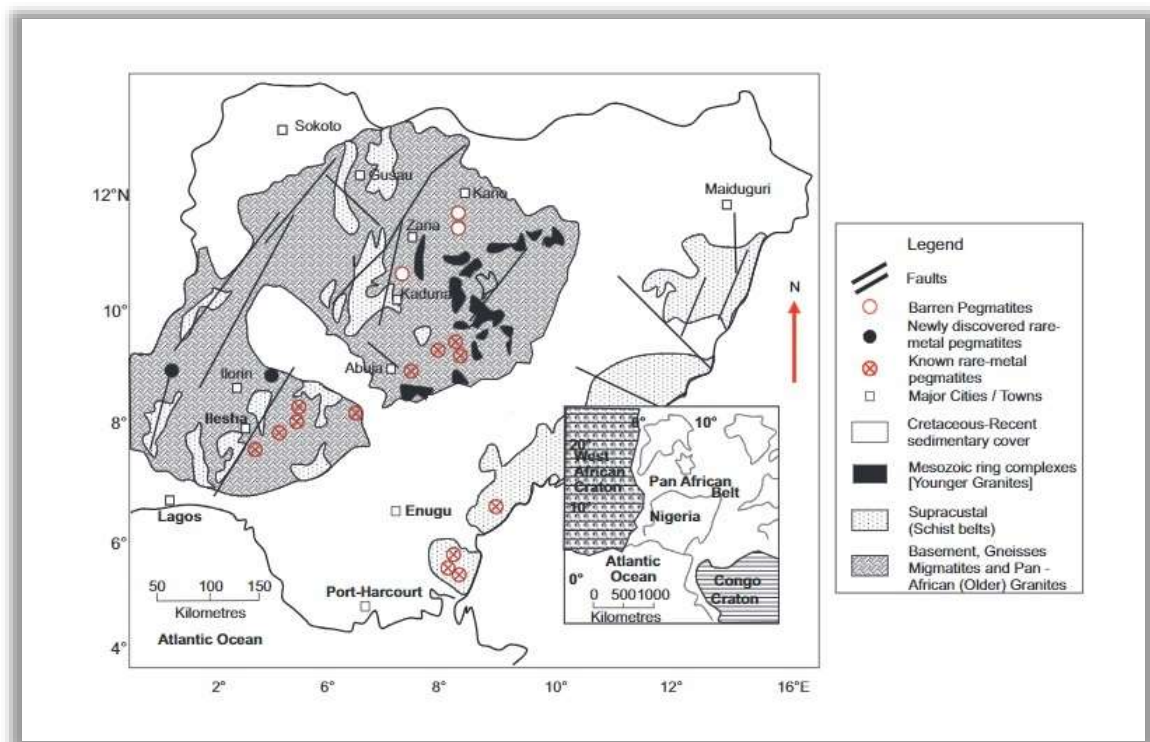 Sokoto
Gusau
Kano
Maiduguri
Zana
Kaduna
Abuja
Ilorin
Ilesha
Lagos
Enugu
Port-Harcourt
12°N
10°
8°
6°
4°
2°
6°
8°
10°
12°
16°E
50 100 150
Kilometres
Atlantic Ocean
N
8° 10°
20°
West
African
Craton
Pan African
Belt
10°
Nigeria
Atlantic
Ocean
0°
0 500 1000
Kilometres
Congo
Craton
Legend
Faults
Barren Pegmatites
Newly discovered rare-
metal pegmatites
Known rare-metal
pegmatites
Major Cities / Towns
Cretaceous-Recent
sedimentary cover
Mesozoic ring complexes
[Younger Granites]
Supracustal
(Schist belts)
Basement, Gneisses
Migmatites and Pan -
African (Older) Granites